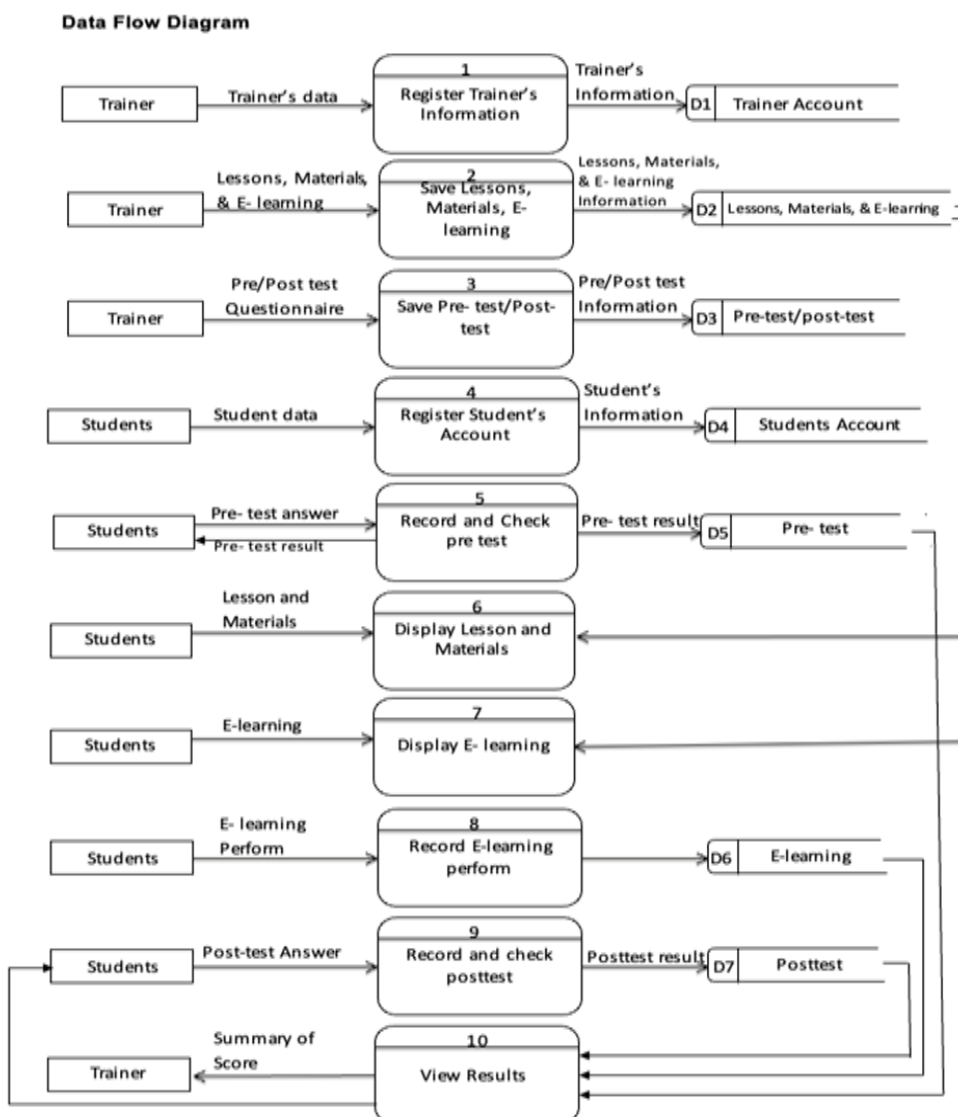 Data Flow Diagram
1
Trainer
Trainer's data
Register Trainer's
Information
Trainer's
Information
D1
Trainer Account
2
Trainer
Lessons, Materials,
& E- learning
Save Lessons,
Materials, E-
learning
Lessons, Materials,
& E- learning
Information
D2
Lessons, Materials, & E-learning
3
Trainer
Pre/Post test
Questionnaire
Save Pre- test/Post-
test
Pre/Post test
Information
D3
Pre-test/post-test
4
Students
Student data
Register Student's
Account
Student's
Information
D4
Students Account
5
Students
Pre- test answer
Pre- test result
Record and Check
pre test
Pre- test result
D5
Pre- test
6
Students
Lesson and
Materials
Display Lesson and
Materials
7
Students
E-learning
Display E- learning
8
Students
E- learning
Perform
Record E-learning
perform
D6
E-learning
9
Students
Post-test Answer
Record and check
posttest
Posttest result
D7
Posttest
10
Trainer
Summary of
Score
View Results